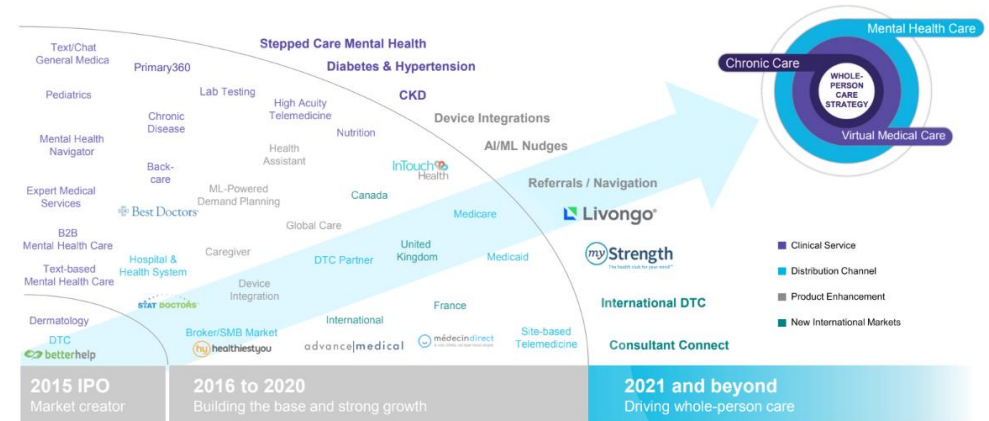 Text/Chat
General Medica
Primary360
Pediatrics
Lab Testing
Chronic
Disease
High Acuity
Telemedicine
Mental Health
Navigator
Nutrition
Health
Assistant
Back-
care
Expert Medical
Services
ML-Powered
Demand Planning
InTouch
Health
Best Doctors
Canada
B2B
Mental Health Care
Global Care
Medicare
Text-based
Mental Health Care
Hospital &
Health System
Caregiver
DTC Partner
United
Kingdom
Medicaid
Device
Integration
STAT DOCTORS
Dermatology
DTC
betterhelp
Broker/SMB Market
hy healthiestyou
International
advance|medical
France
médecindirect
Site-based
Telemedicine
Stepped Care Mental Health
Diabetes & Hypertension
CKD
Device Integrations
AI/ML Nudges
Referrals / Navigation
Livongo®
myStrength
The health club for your mind™
International DTC
Consultant Connect
Mental Health Care
Chronic Care
WHOLE-
PERSON
CARE
STRATEGY
Virtual Medical Care
Clinical Service
Distribution Channel
Product Enhancement
New International Markets
2015 IPO
Market creator
2016 to 2020
Building the base and strong growth
2021 and beyond
Driving whole-person care